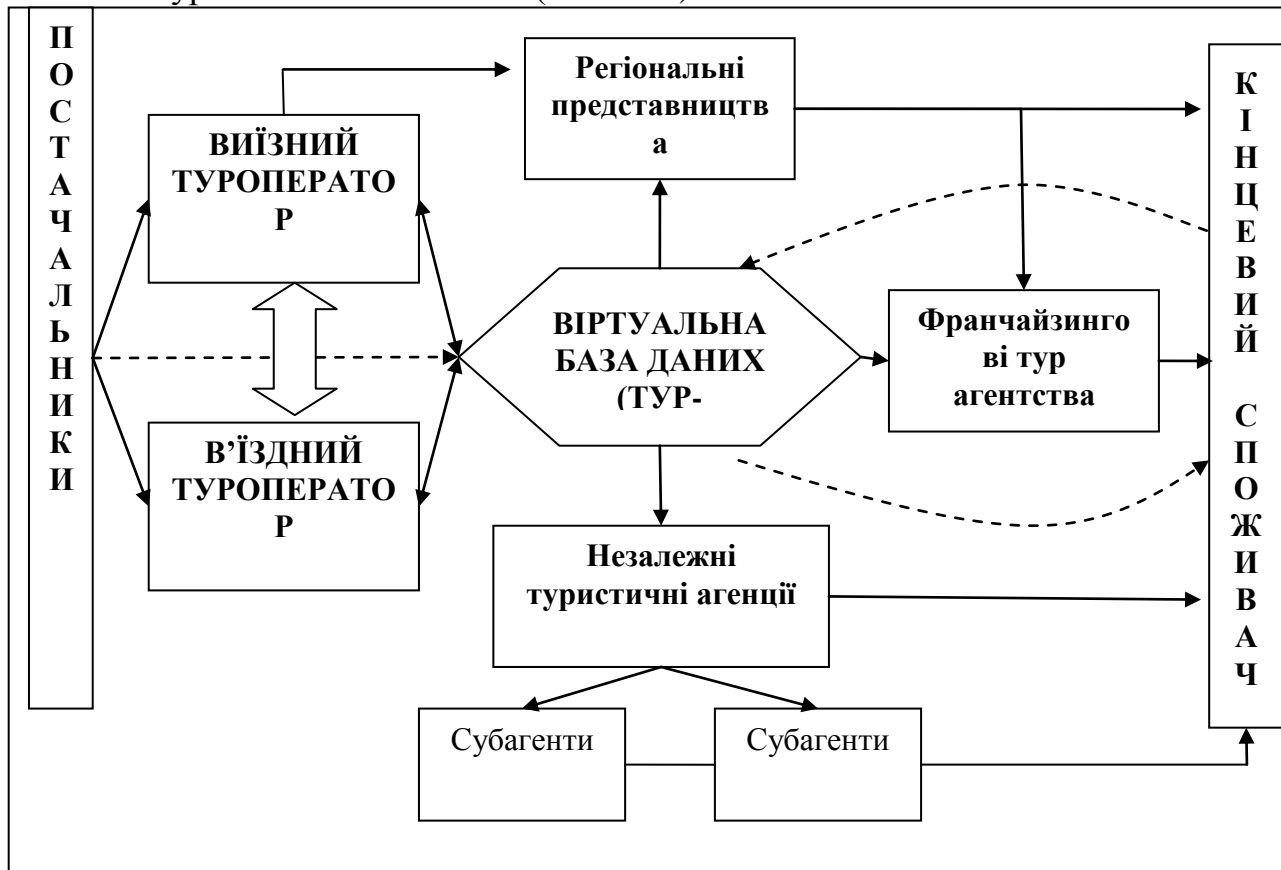 ПОСТАЧАЛЬНИКИ
ВИЇЗНИЙ
ТУРОПЕРАТО
Р
В’ЇЗДНИЙ
ТУРОПЕРАТО
Р
Регіональні
представництв
а
ВІРТУАЛЬНА
БАЗА ДАНИХ
(ТУР-
Франчайзинго
ві тур
агентства
Незалежні
туристичні агенції
Субагенти
Субагенти
КІНЦЕВИЙ СПОЖИВАЧ